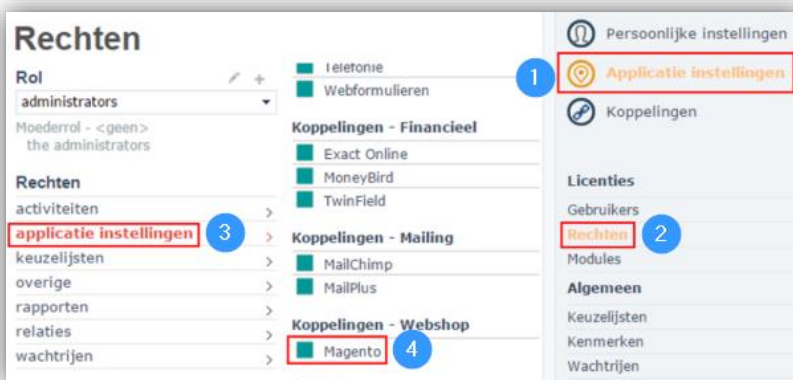 Rechten
Rol
administrators
Moederrol - <geen>
the administrators
Rechten
activiteiten
applicatie instellingen
3
keuzelijsten
overige
rapporten
relaties
wachtrijen
Telefonie
Webformulieren
Koppelingen - Financieel
Exact Online
MoneyBird
TwinField
Koppelingen - Mailing
MailChimp
MailPlus
Koppelingen - Webshop
Magento
4
Persoonlijke instellingen
1
Applicatie instellingen
Koppelingen
Licenties
Gebruikers
Rechten
2
Modules
Algemeen
Keuzelijsten
Kenmerken
Wachtrijen